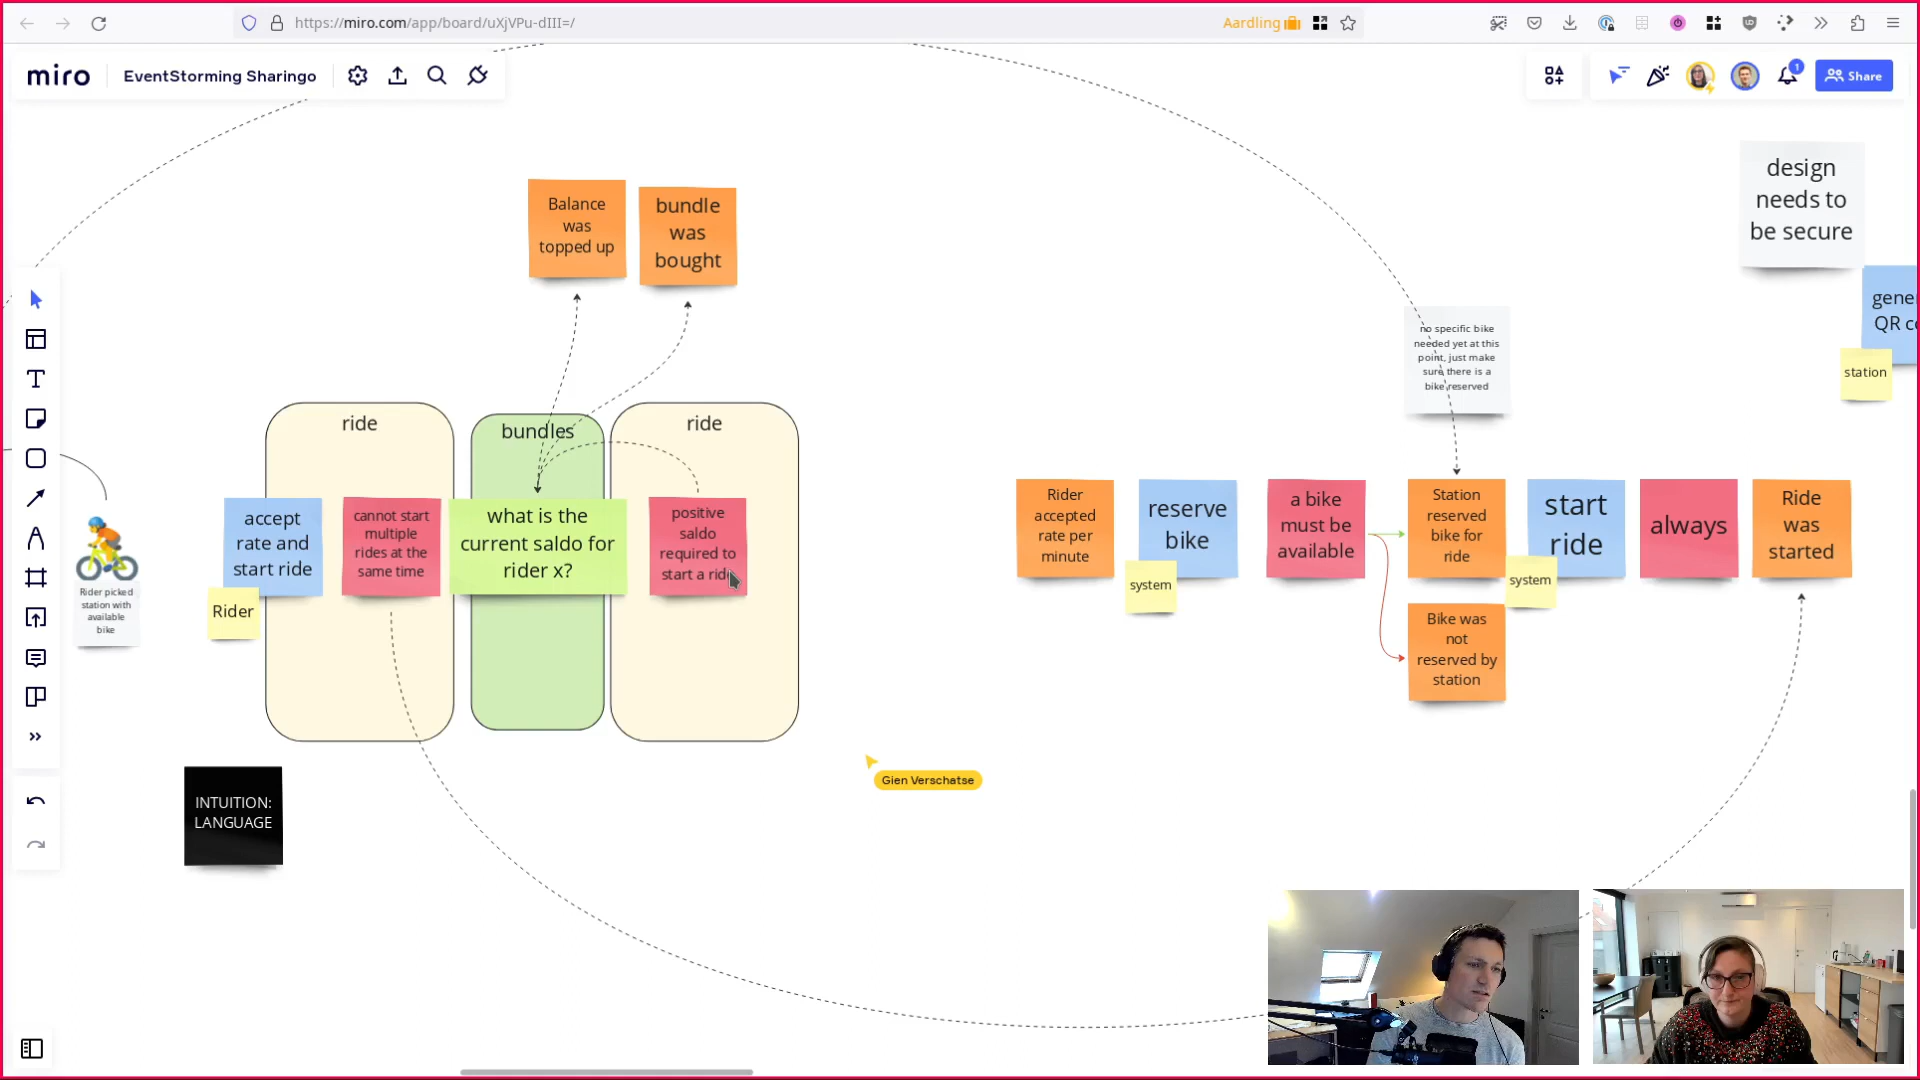 https://miro.com/app/board/uXjVPu-dIII=/
Aardling
miro
EventStorming Sharingo
1
Share
design
needs to
be secure
Balance
was
topped up
bundle
was
bought
no specific bike
needed yet at this
point, just make
sure there is a
bike reserved
gene
QR c
station
ride
bundles
ride
accept
rate and
start ride
Rider
cannot start
multiple
rides at the
same time
what is the
current saldo for
rider x?
positive
saldo
required to
start a ride
Rider
accepted
rate per
minute
reserve
bike
system
a bike
must be
available
Station
reserved
bike for
ride
start
ride
system
always
Ride
was
started
Bike was
not
reserved by
station
Rider picked
station with
available
bike
INTUITION:
LANGUAGE
Gien Verschatse